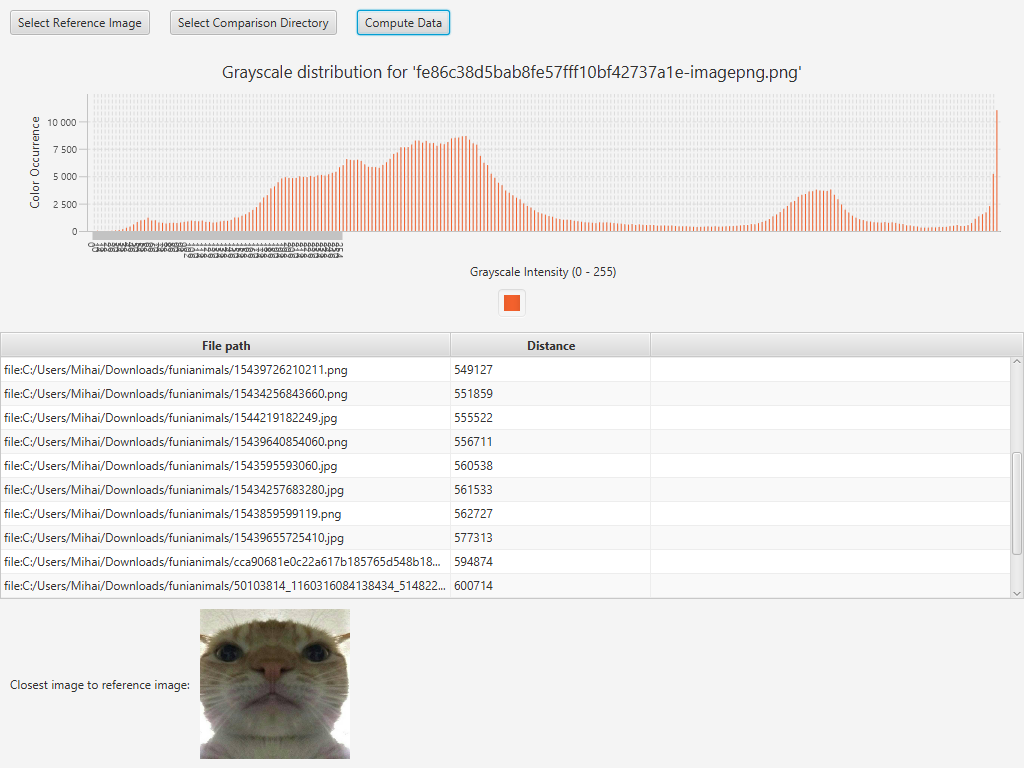 Select Reference Image Select Comparison Directory Compute Data
Grayscale distribution for 'fe86c38d5bab8fe57fff10bf42737a1e-imagepng.png'
Color Occurrence
10 000
7 500
5 000
2 500
0
Grayscale Intensity (0 - 255)
File path Distance
file:C:/Users/Mihai/Downloads/funianimals/15439726210211.png 549127
file:C:/Users/Mihai/Downloads/funianimals/15434256843660.png 551859
file:C:/Users/Mihai/Downloads/funianimals/1544219182249.jpg 555522
file:C:/Users/Mihai/Downloads/funianimals/15439640854060.png 556711
file:C:/Users/Mihai/Downloads/funianimals/1543595593060.jpg 560538
file:C:/Users/Mihai/Downloads/funianimals/15434257683280.jpg 561533
file:C:/Users/Mihai/Downloads/funianimals/1543859599119.png 562727
file:C:/Users/Mihai/Downloads/funianimals/15439655725410.jpg 577313
file:C:/Users/Mihai/Downloads/funianimals/cca90681e0c22a617b185765d548b18... 594874
file:C:/Users/Mihai/Downloads/funianimals/50103814_1160316084138434_514822... 600714
Closest image to reference image: